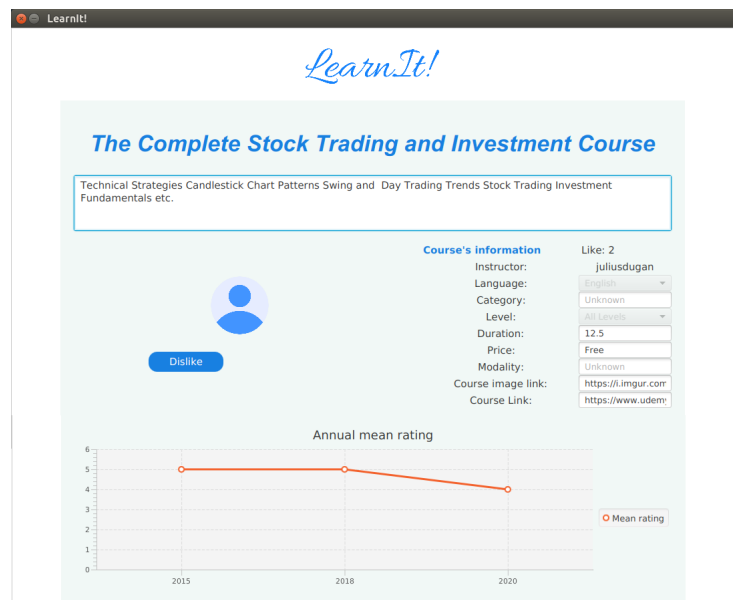 LearnIt!
LearnIt!
The Complete Stock Trading and Investment Course
Technical Strategies Candlestick Chart Patterns Swing and  Day Trading Trends Stock Trading Investment
Fundamentals etc.
Course's information Like: 2
Instructor: juliusdugan
Language: English
Category: Unknown
Level: All Levels
Duration: 12.5
Price: Free
Modality: Unknown
Course image link: https://i.imgur.com
Course Link: https://www.udemy
Dislike
Annual mean rating
6
5
4
3
2
1
0
2015 2018 2020
Mean rating